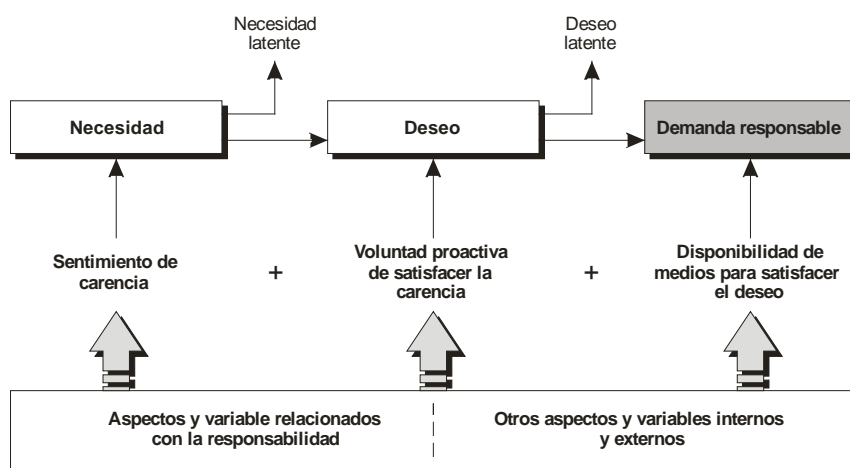 Necesidad
latente
Deseo
latente
Necesidad
Deseo
Demanda responsable
Sentimiento de
carencia
+
Voluntad proactiva
de satisfacer la
carencia
+
Disponibilidad de
medios para satisfacer
el deseo
Aspectos y variable relacionados
con la responsabilidad
Otros aspectos y variables internos
y externos